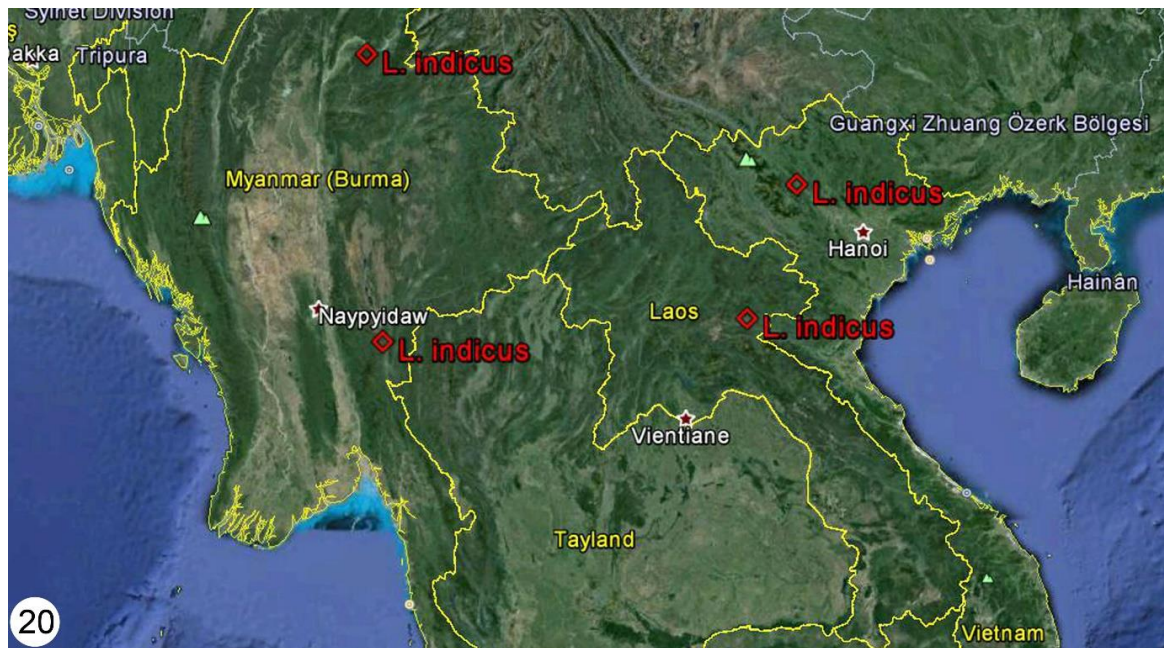 Sylhet Division
akka
Tripura
L. indicus
Guangxi Zhuang Özerk Bölgesi
Myanmar (Burma)
L. indicus
Hanoi
Hainan
Laos
Naypyidaw
L. indicus
L. indicus
Vientiane
Tayland
20
Vietnam